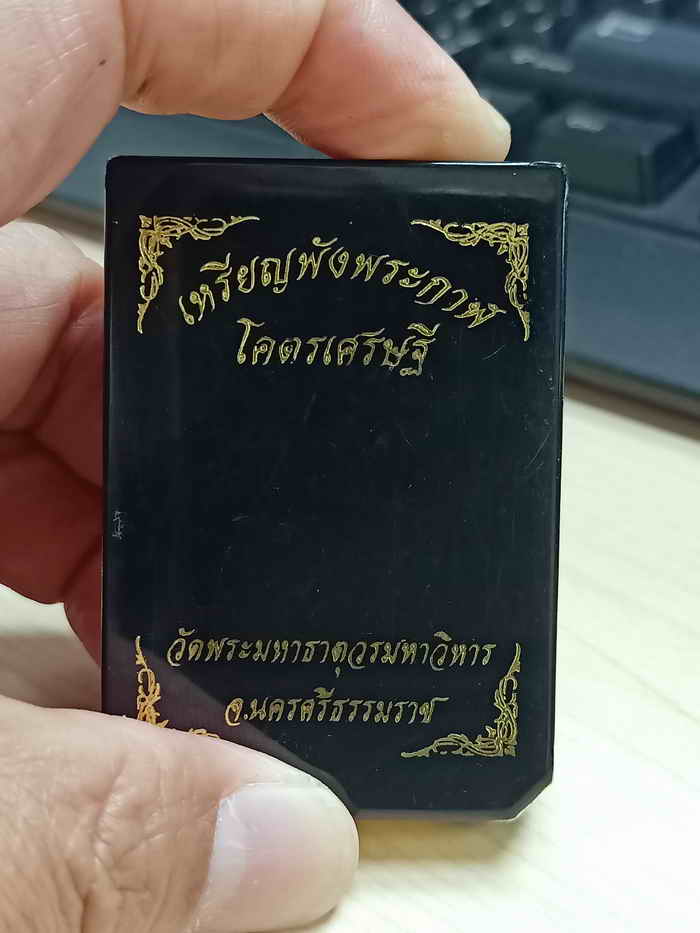 เหรียญพังพระกาฬ
โคตรเศรษฐี
วัดพระมหาธาตุวรมหาวิหาร
จ.นครศรีธรรมราช